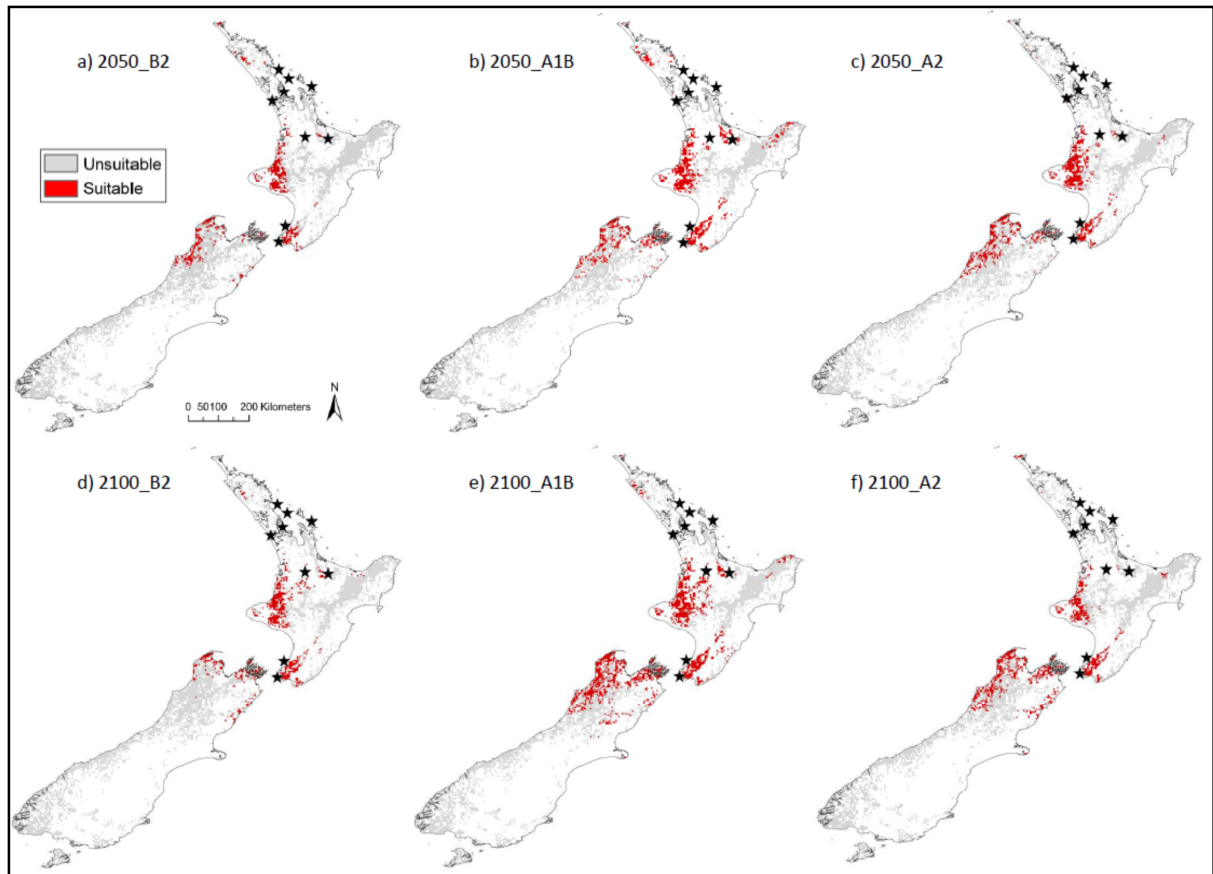 a) 2050_B2
b) 2050_A1B
c) 2050_A2
Unsuitable
Suitable
N
0 50100 200 Kilometers
d) 2100_B2
e) 2100_A1B
f) 2100_A2